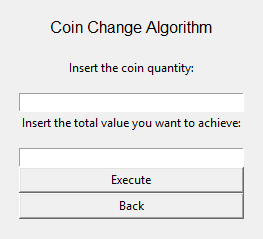 Coin Change Algorithm
Insert the coin quantity:
Insert the total value you want to achieve:
Execute
Back